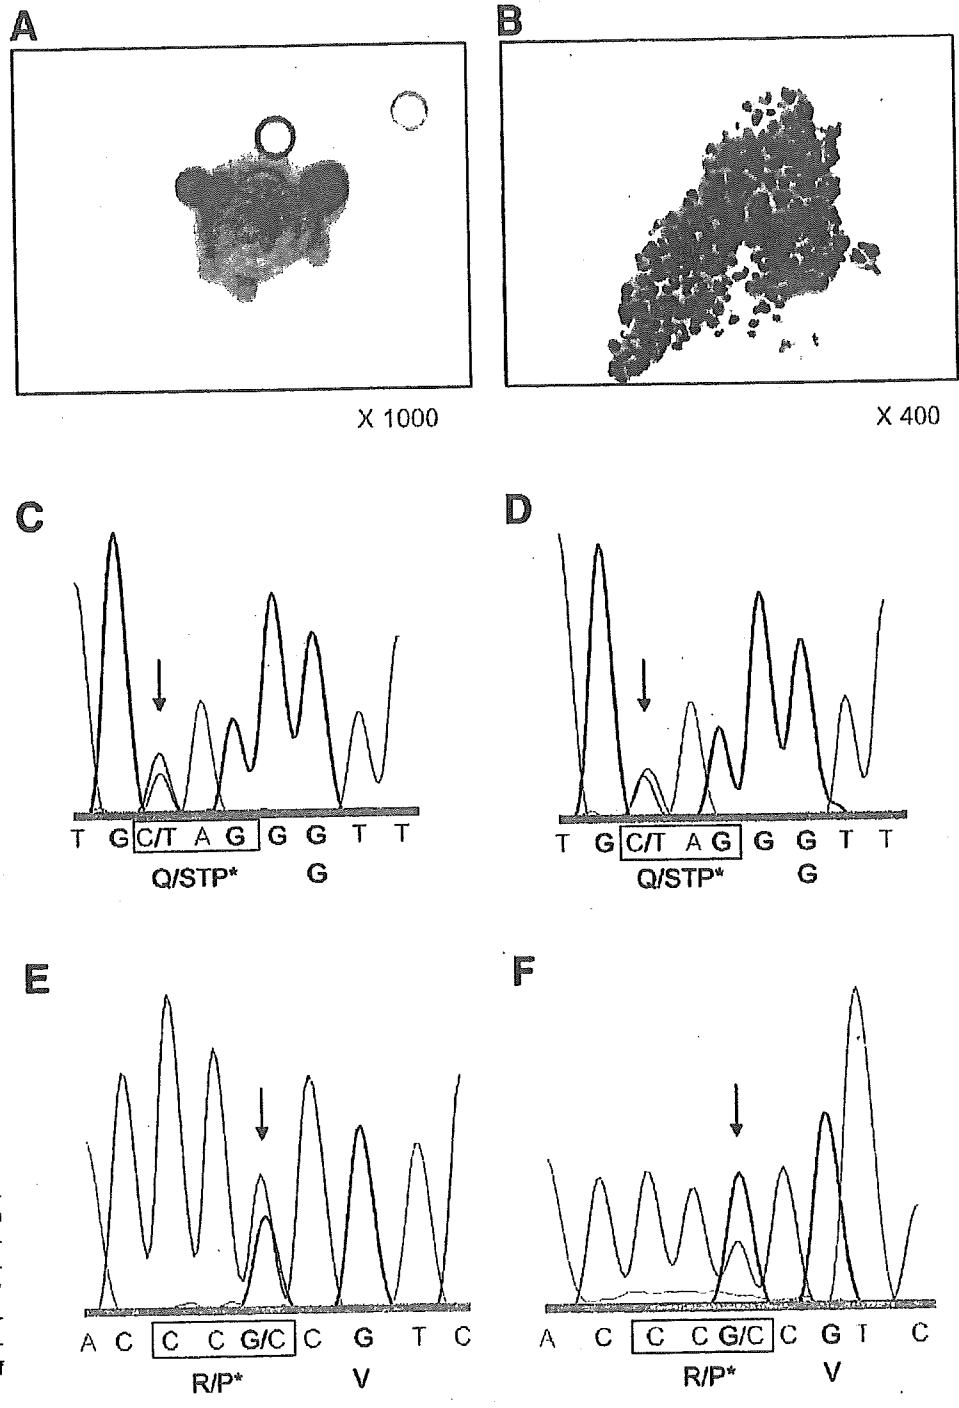 A
B
X 1000
X 400
C
D
T G C/T A G G G T T
Q/STP* G
T G C/T A G G G T T
Q/STP* G
E
F
A C C C G/C C G T C
R/P* V
A C C C G/C C G T C
R/P* V